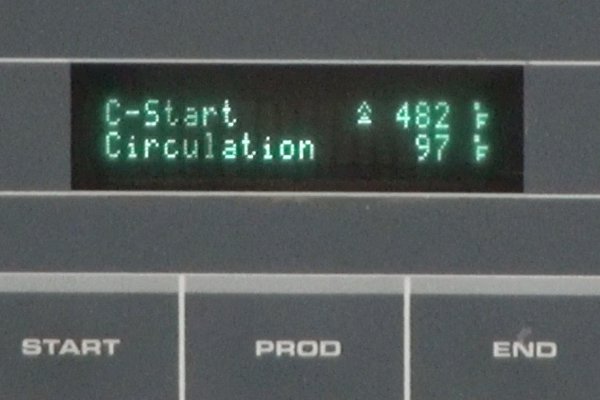 C-Start 482 °F
Circulation 97 °F
START PROD END